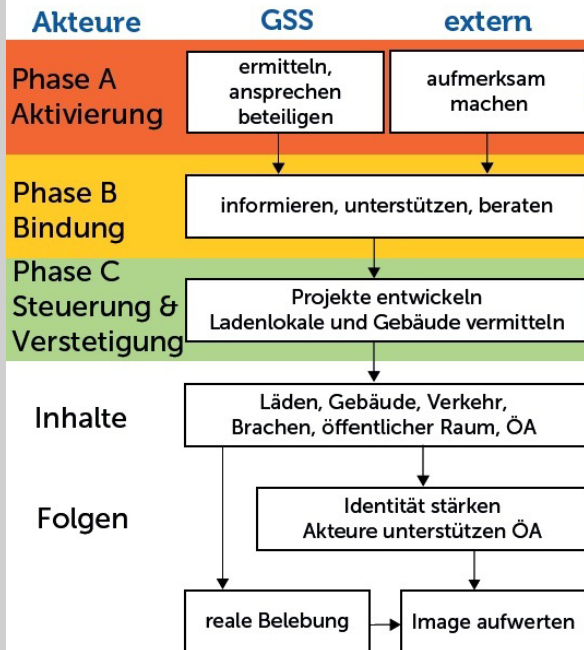 Akteure GSS extern
Phase A
Aktivierung
ermitteln,
ansprechen
beteiligen
aufmerksam
machen
Phase B
Bindung
informieren, unterstützen, beraten
Phase C
Steuerung &
Verstetigung
Projekte entwickeln
Ladenlokale und Gebäude vermitteln
Inhalte
Läden, Gebäude, Verkehr,
Brachen, öffentlicher Raum, ÖA
Folgen
Identität stärken
Akteure unterstützen ÖA
reale Belebung
Image aufwerten